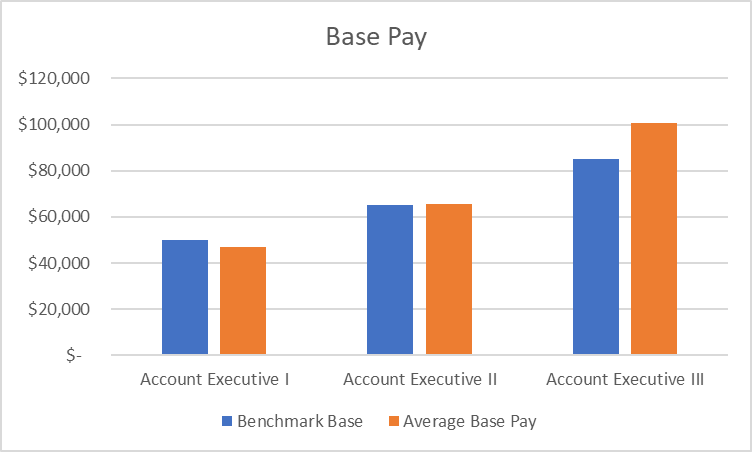 Base Pay
$120,000
$100,000
$80,000
$60,000
$40,000
$20,000
$-
Account Executive I
Account Executive II
Account Executive III
Benchmark Base
Average Base Pay